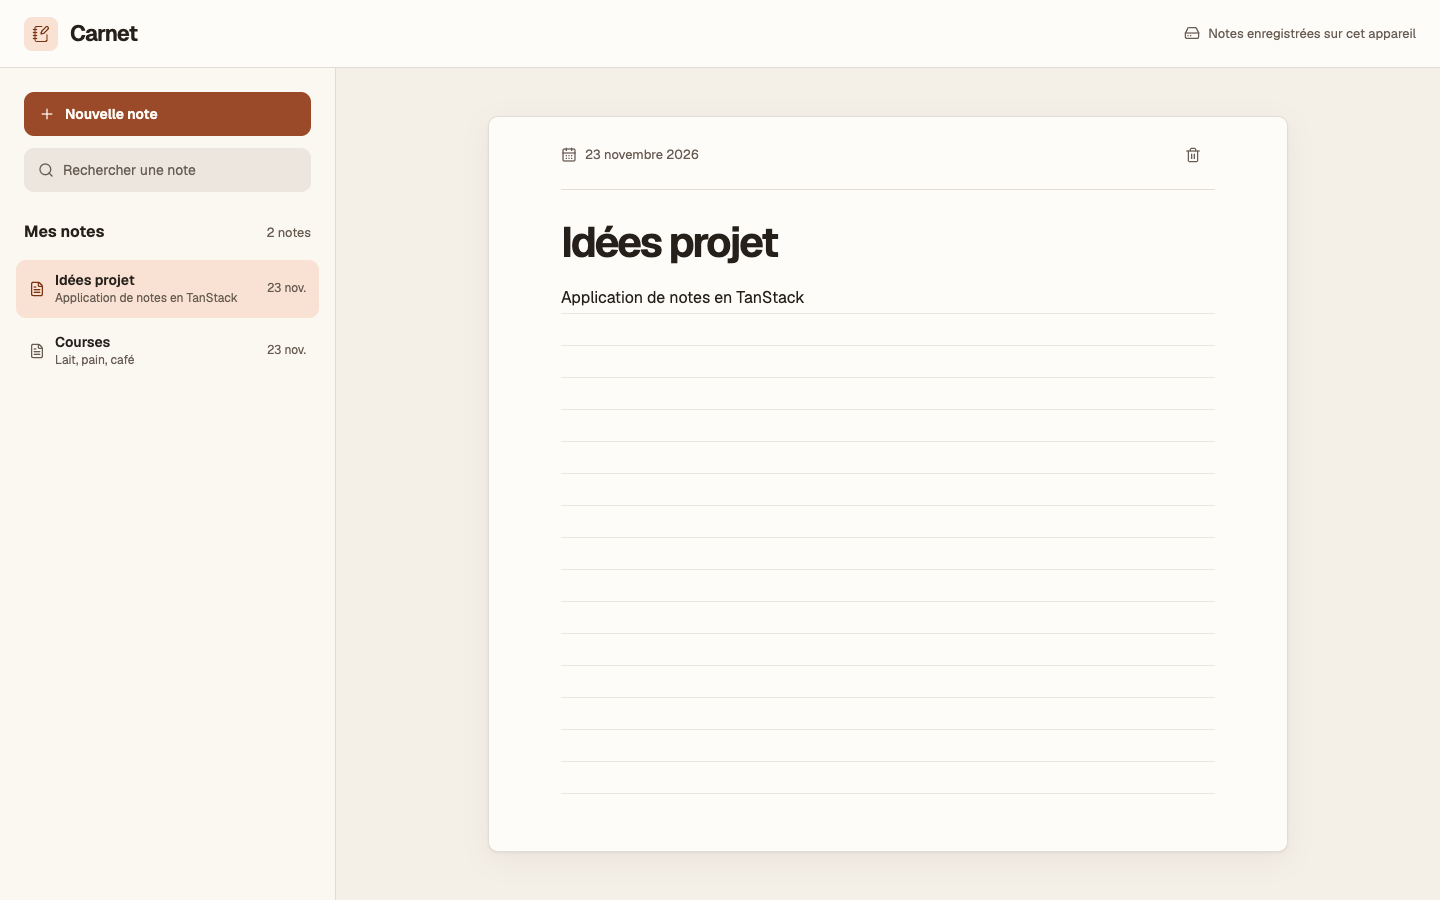 Carnet
Notes enregistrées sur cet appareil
Nouvelle note
Rechercher une note
Mes notes
2 notes
Idées projet
Application de notes en TanStack
23 nov.
Courses
Lait, pain, café
23 nov.
23 novembre 2026
Idées projet
Application de notes en TanStack